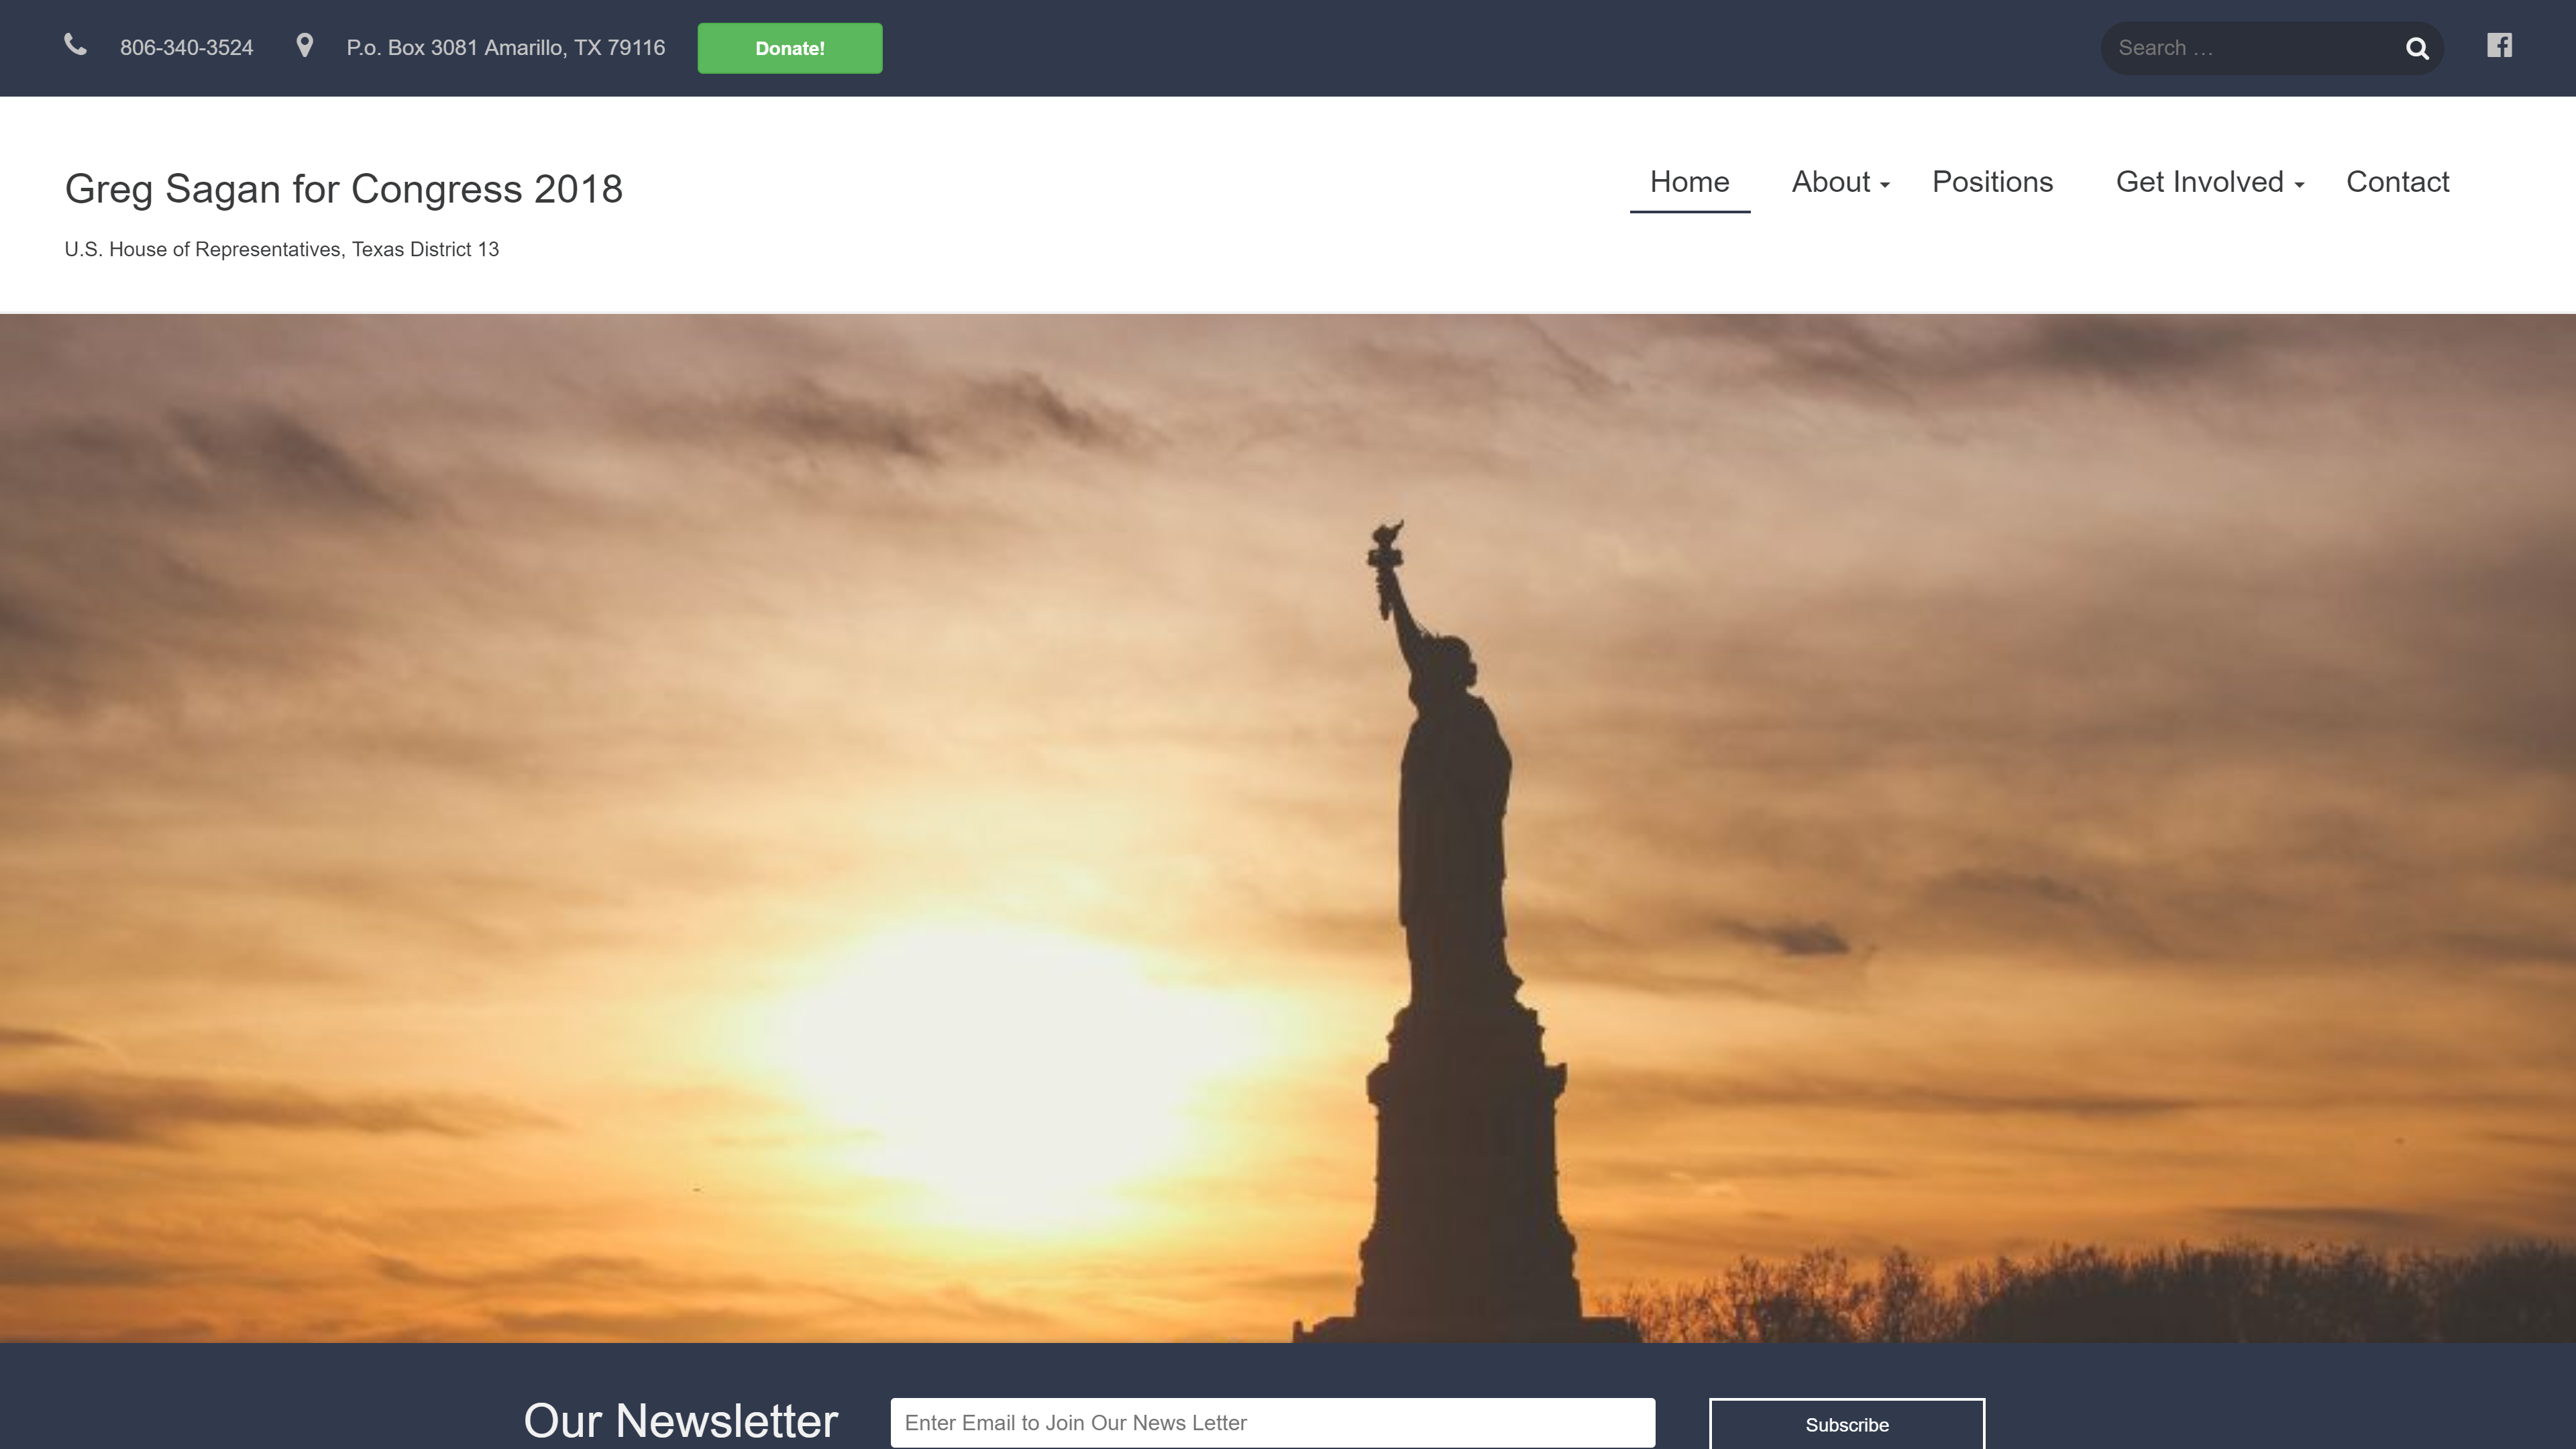 806-340-3524 P.o. Box 3081 Amarillo, TX 79116 Donate! Search …
Greg Sagan for Congress 2018
Home About Positions Get Involved Contact
U.S. House of Representatives, Texas District 13
Our Newsletter Enter Email to Join Our News Letter Subscribe